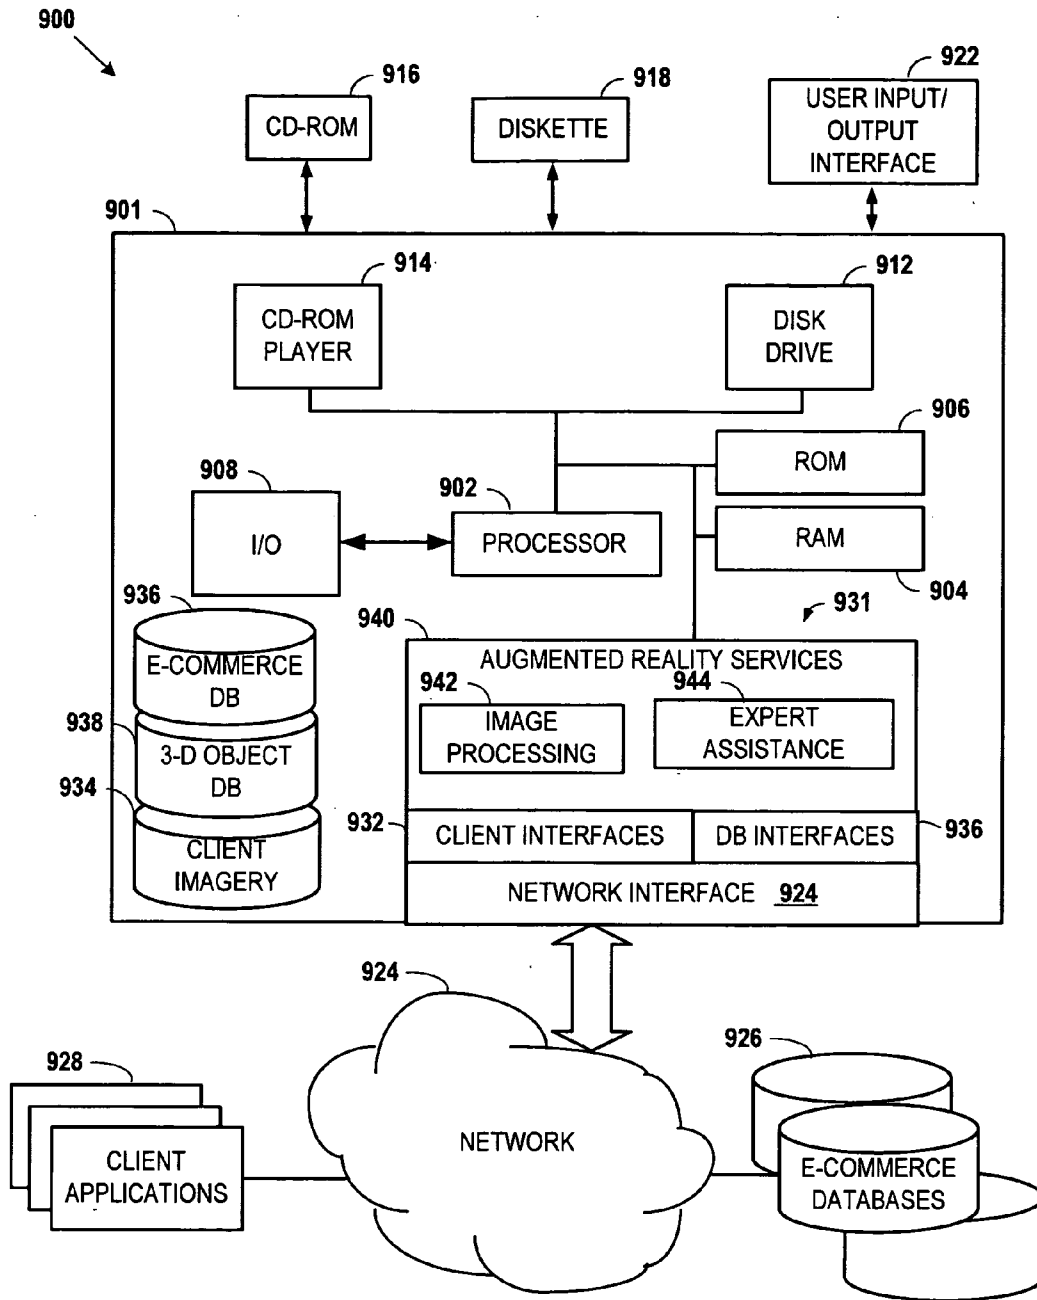 900
916
CD-ROM
918
DISKETTE
922
USER INPUT/
OUTPUT
INTERFACE
901
914
CD-ROM
PLAYER
912
DISK
DRIVE
906
ROM
908
I/O
902
PROCESSOR
RAM
904
936
E-COMMERCE
DB
938
3-D OBJECT
DB
934
CLIENT
IMAGERY
931
940
AUGMENTED REALITY SERVICES
942
IMAGE
PROCESSING
944
EXPERT
ASSISTANCE
932
CLIENT INTERFACES
DB INTERFACES
936
NETWORK INTERFACE 924
924
NETWORK
928
CLIENT
APPLICATIONS
926
E-COMMERCE
DATABASES